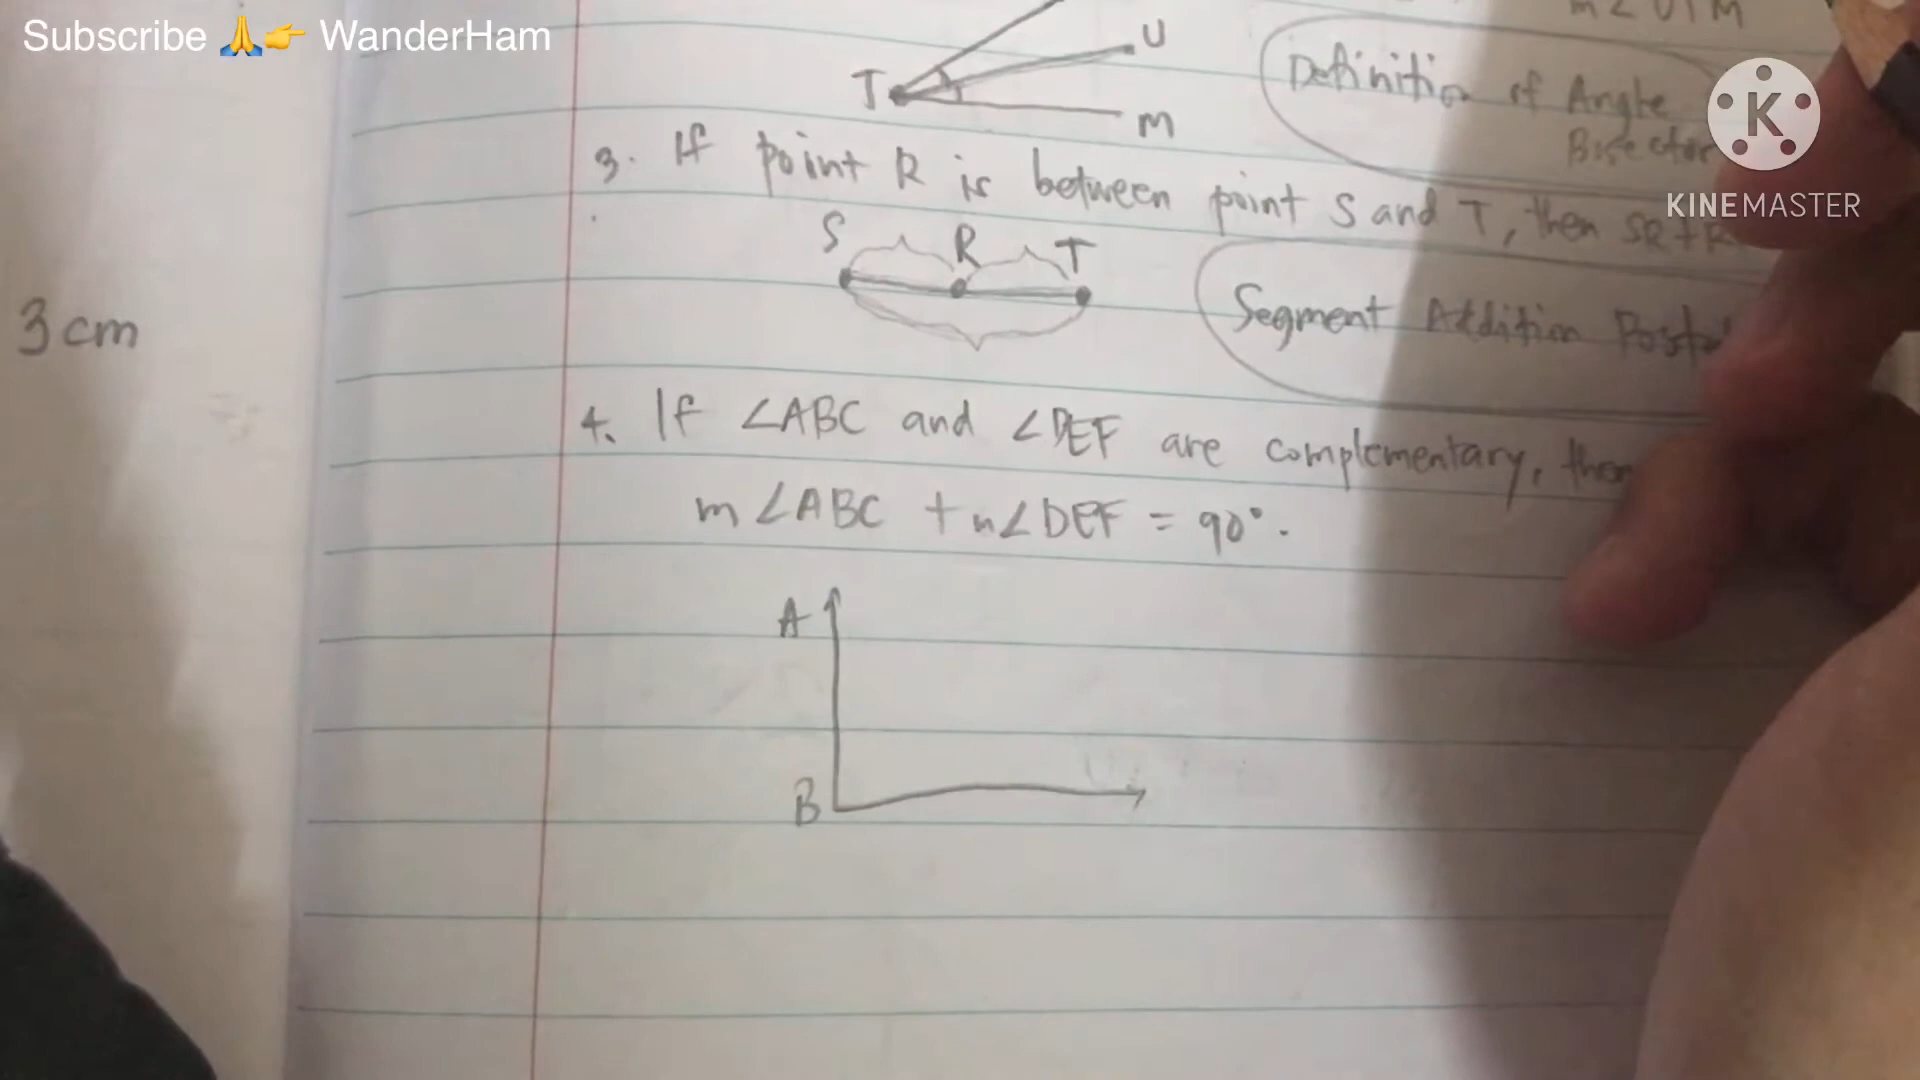 Subscribe 🙏👉 WanderHam
U
T
m
Definition of Angle
Bisector
KINEMASTER
3. If point R is between point S and T, then SR+R
S R T
Segment Addition
3 cm
4. If ∠ABC and ∠DEF are complementary, then
m∠ABC + m∠DEF = 90°.
A
B